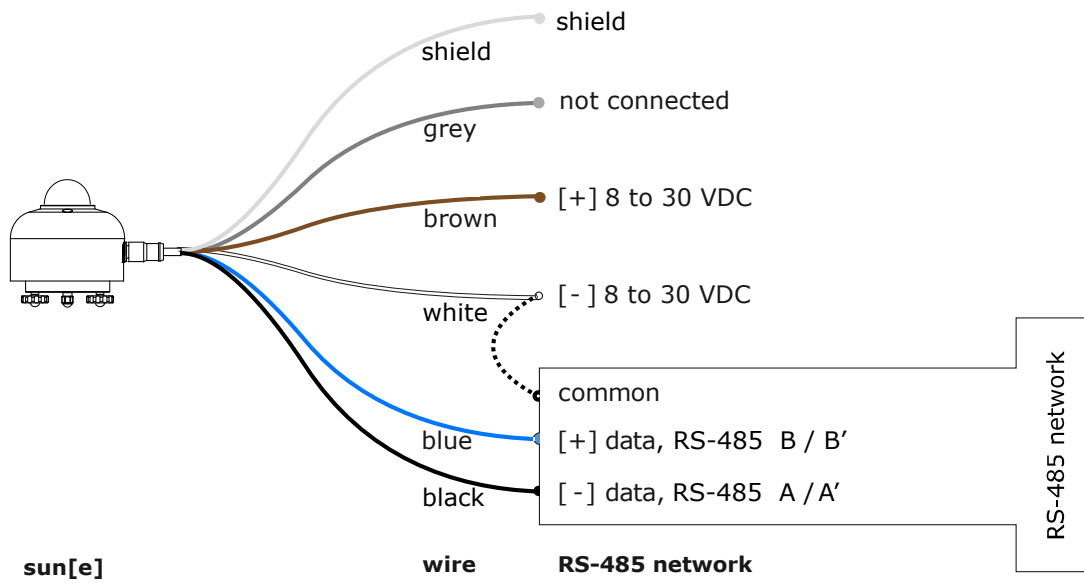 shield shield
grey not connected
brown [+] 8 to 30 VDC
white [-] 8 to 30 VDC
common
blue [+] data, RS-485 B / B’
black [-] data, RS-485 A / A’
RS-485 network
sun[e] wire RS-485 network